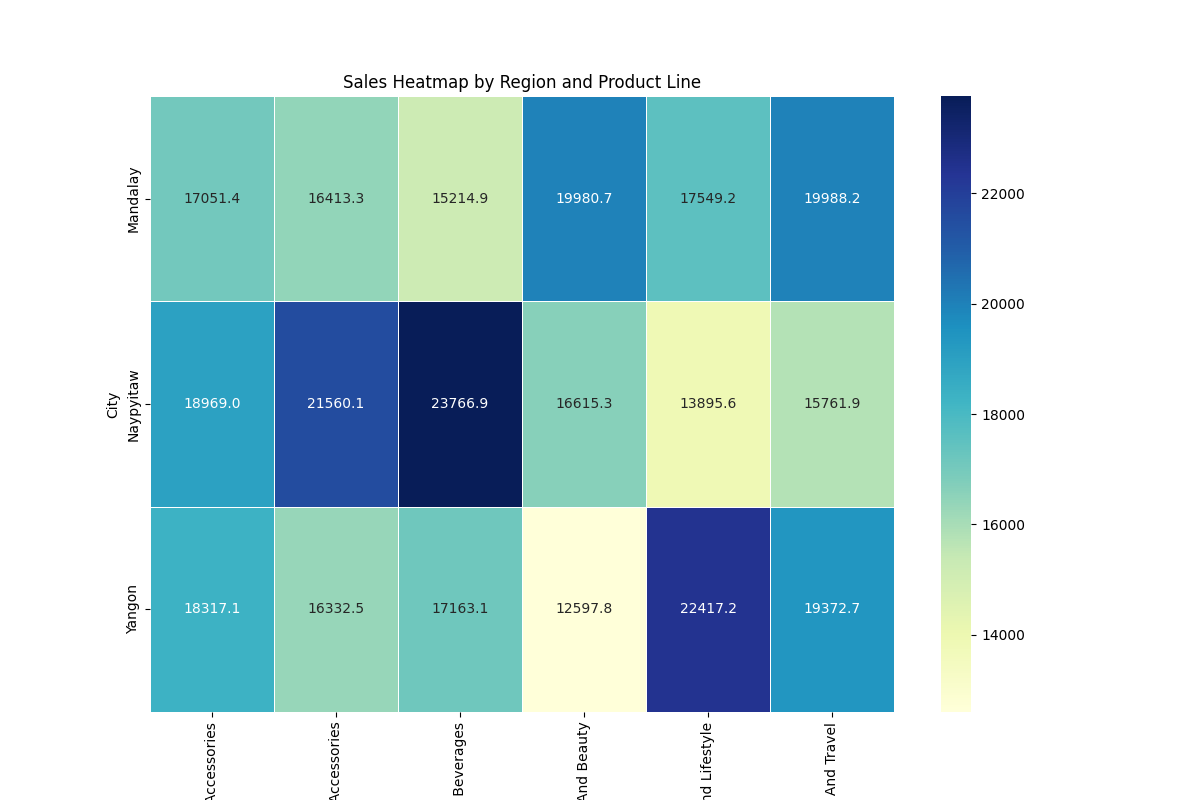 Sales Heatmap by Region and Product Line
Mandalay
17051.4 16413.3 15214.9 19980.7 17549.2 19988.2
City
Naypyitaw
18969.0 21560.1 23766.9 16615.3 13895.6 15761.9
Yangon
18317.1 16332.5 17163.1 12597.8 22417.2 19372.7
Accessories
Accessories
Beverages
And Beauty
nd Lifestyle
And Travel
22000
20000
18000
16000
14000